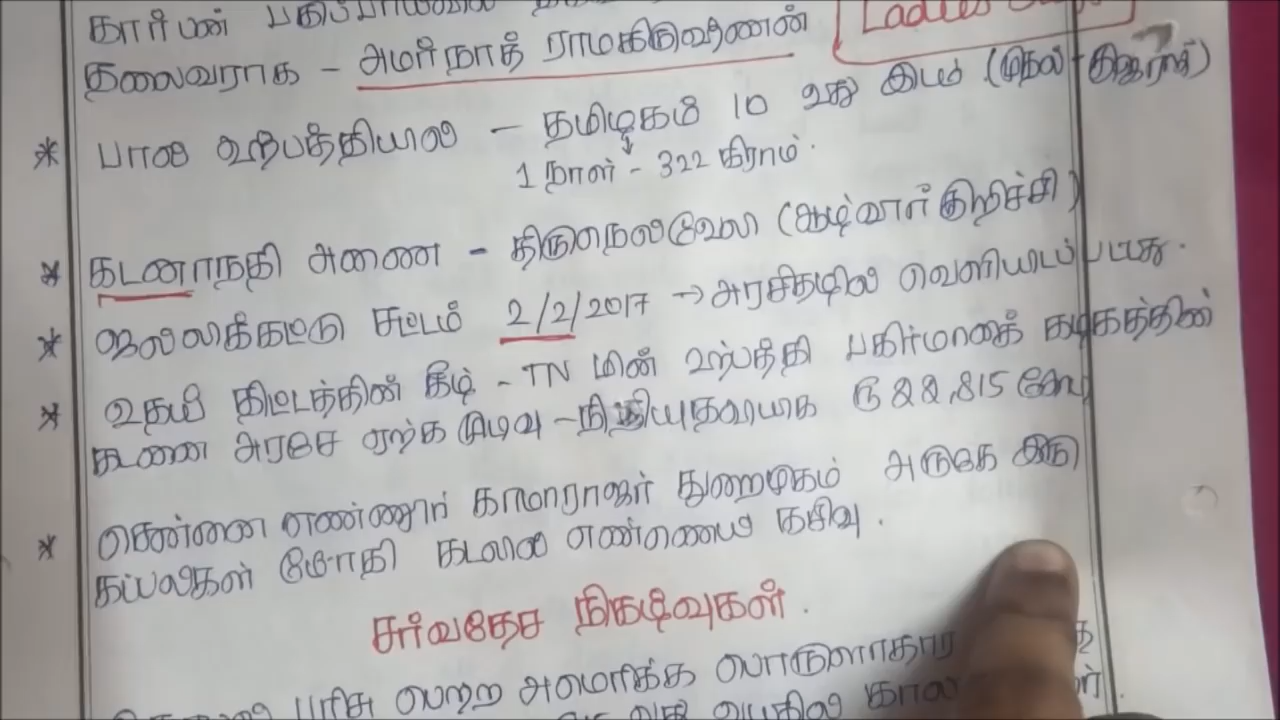 தலைவராக - அமர்நாத் ராமகிருஷ்ணன்
* பால் உற்பத்தியில் - தமிழகம் 10 வது இடம் (முதல் - குஜராத்)
1 நாள் - 322 கிராம்.
* கடனாநதி அணை - திருநெல்வேலி (ஆழ்வார் குறிச்சி)
* ஜல்லிக்கட்டு சட்டம் 2/2/2017 → அரசிதழில் வெளியிடப்பட்டது.
* உதய் திட்டத்தின் கீழ் - TN மின் உற்பத்தி பகிர்மானக் கழகத்தின்
கடனை அரசே ஏற்க முடிவு - நிதியுதவியாக ரூ 22,815 கோடி
* சென்னை எண்ணூர் காமராஜர் துறைமுகம் அருகே இரு
கப்பல்கள் மோதி கடலில் எண்ணெய் கசிவு.
சர்வதேச நிகழ்வுகள்.
பரிசு பெற்ற அமெரிக்க பொருளாதார
வது வயதில்